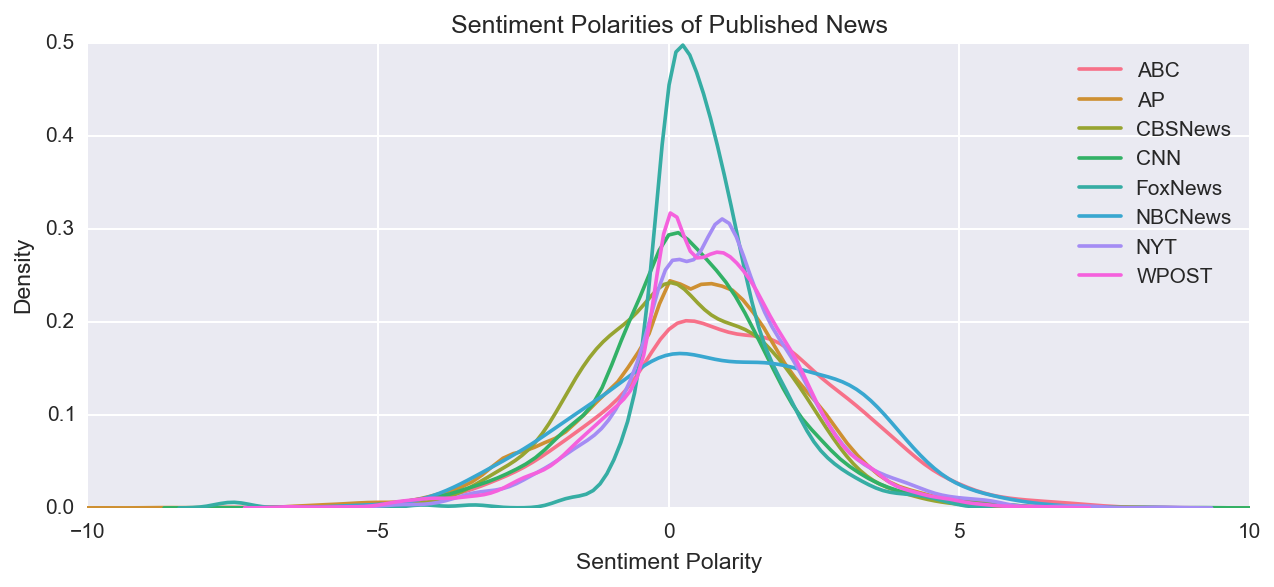 Sentiment Polarities of Published News
0.5
0.4
0.3
0.2
0.1
0.0
Density
−10
−5
0
5
10
Sentiment Polarity
ABC
AP
CBSNews
CNN
FoxNews
NBCNews
NYT
WPOST